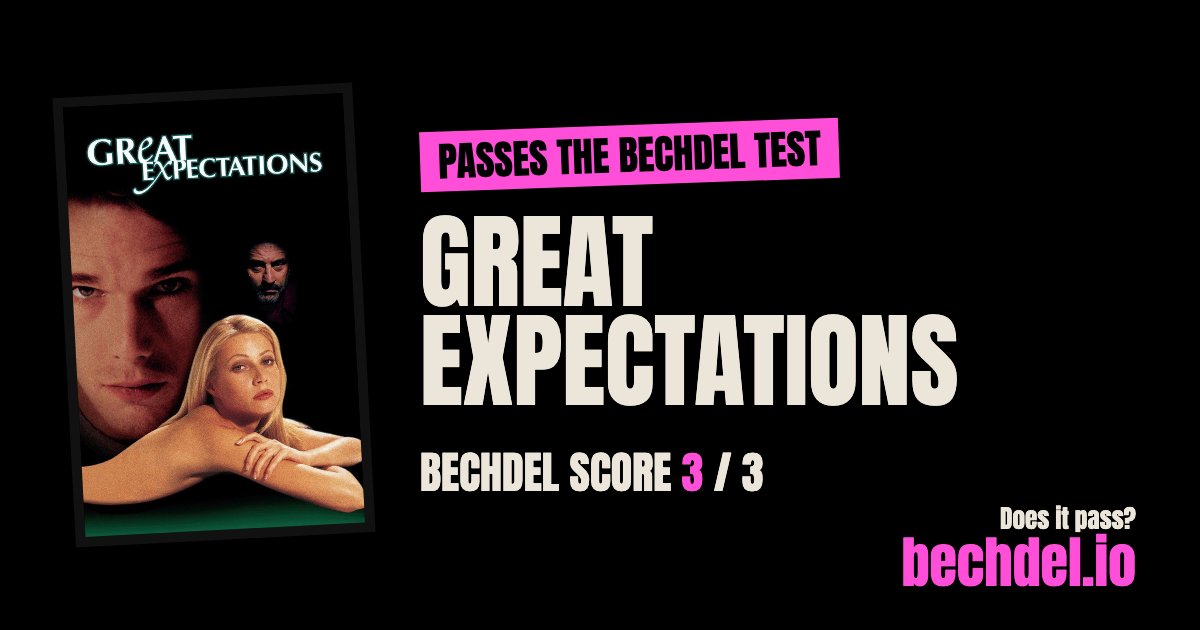 GREAT
EXPECTATIONS
PASSES THE BECHDEL TEST
GREAT
EXPECTATIONS
BECHDEL SCORE 3 / 3
Does it pass?
bechdel.io